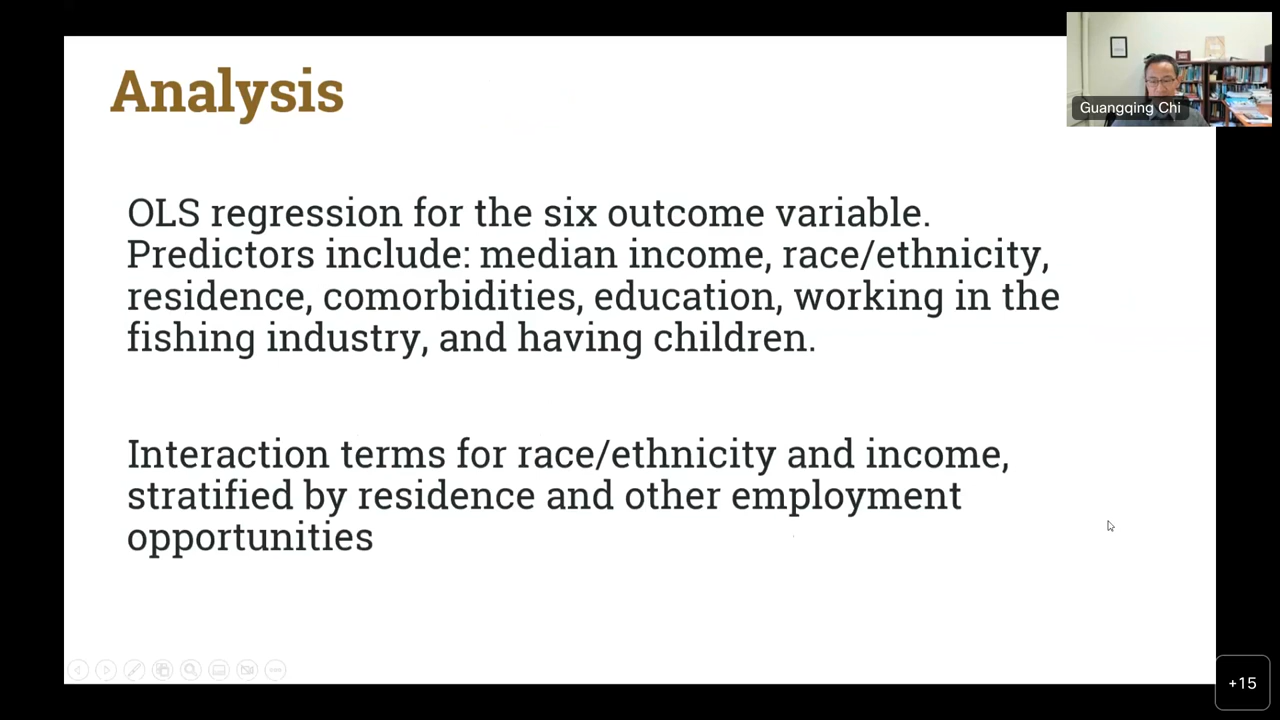 Analysis
Guangqing Chi
OLS regression for the six outcome variable.
Predictors include: median income, race/ethnicity,
residence, comorbidities, education, working in the
fishing industry, and having children.
Interaction terms for race/ethnicity and income,
stratified by residence and other employment
opportunities
+15